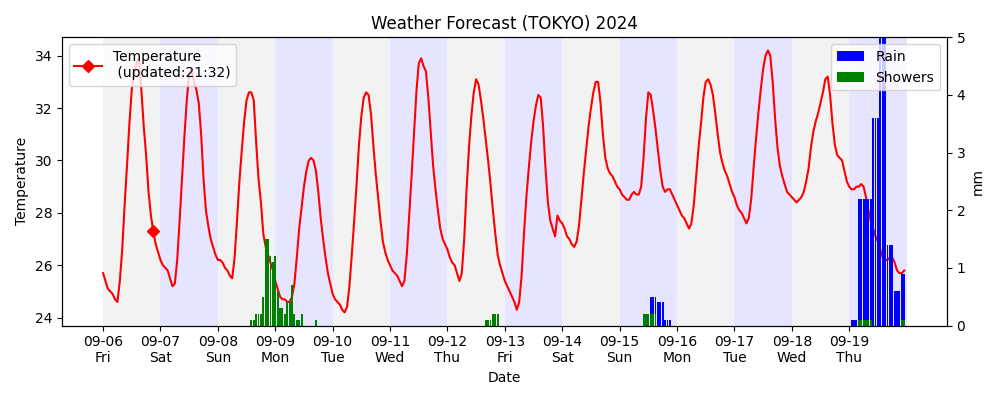 Weather Forecast (TOKYO) 2024
Temperature
(updated:21:32)
Rain
Showers
34
32
30
28
26
24
Temperature
5
4
3
2
1
0
mm
09-06 09-07 09-08 09-09 09-10 09-11 09-12 09-13 09-14 09-15 09-16 09-17 09-18 09-19
Fri Sat Sun Mon Tue Wed Thu Fri Sat Sun Mon Tue Wed Thu
Date